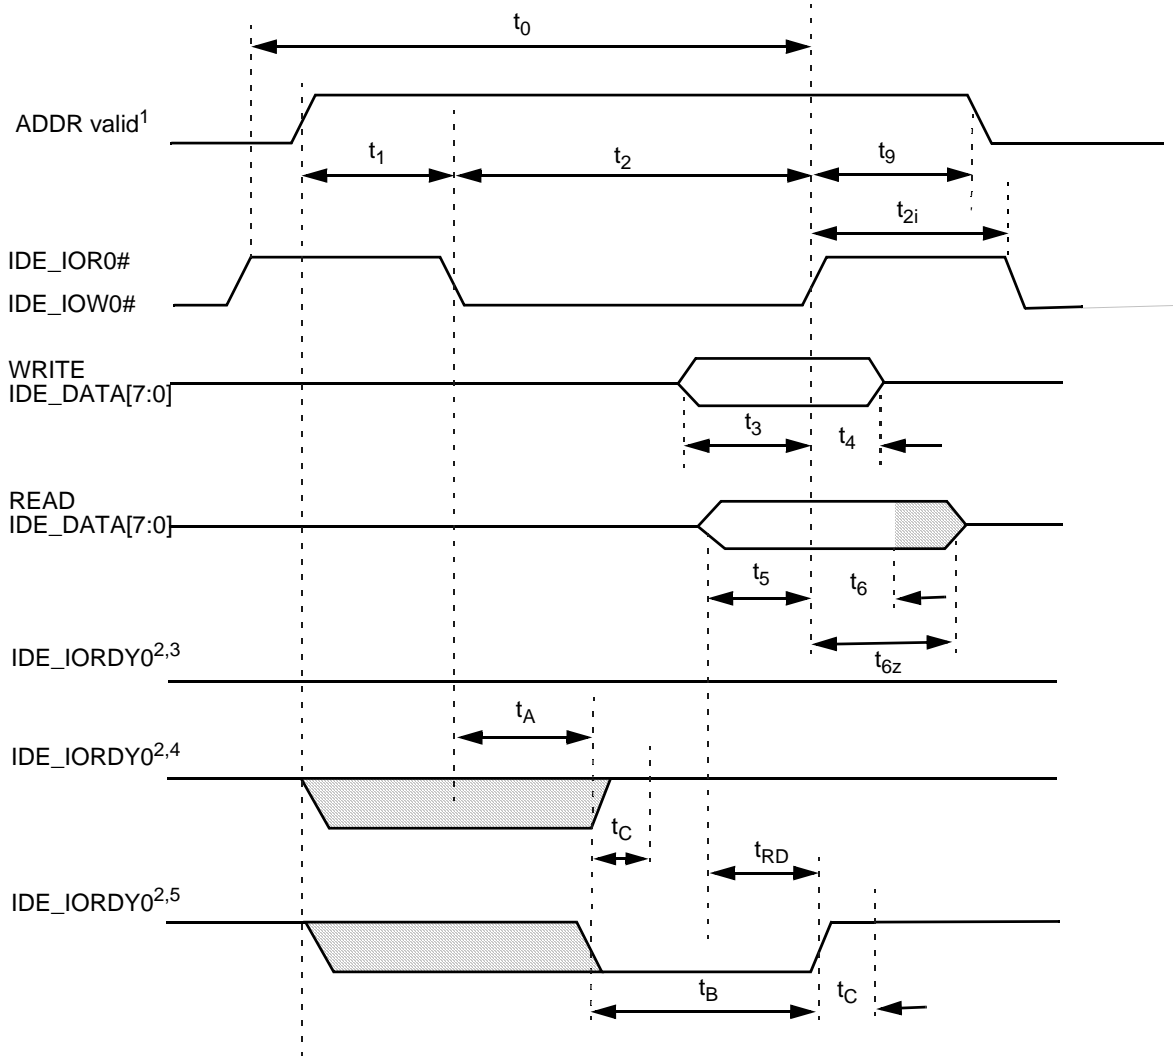 t0
ADDR valid1
t1
t2
t9
t2i
IDE_IOR0#
IDE_IOW0#
WRITE
IDE_DATA[7:0]
t3
t4
READ
IDE_DATA[7:0]
t5
t6
IDE_IORDY02,3
t6z
tA
IDE_IORDY02,4
tC
tRD
IDE_IORDY02,5
tB
tC